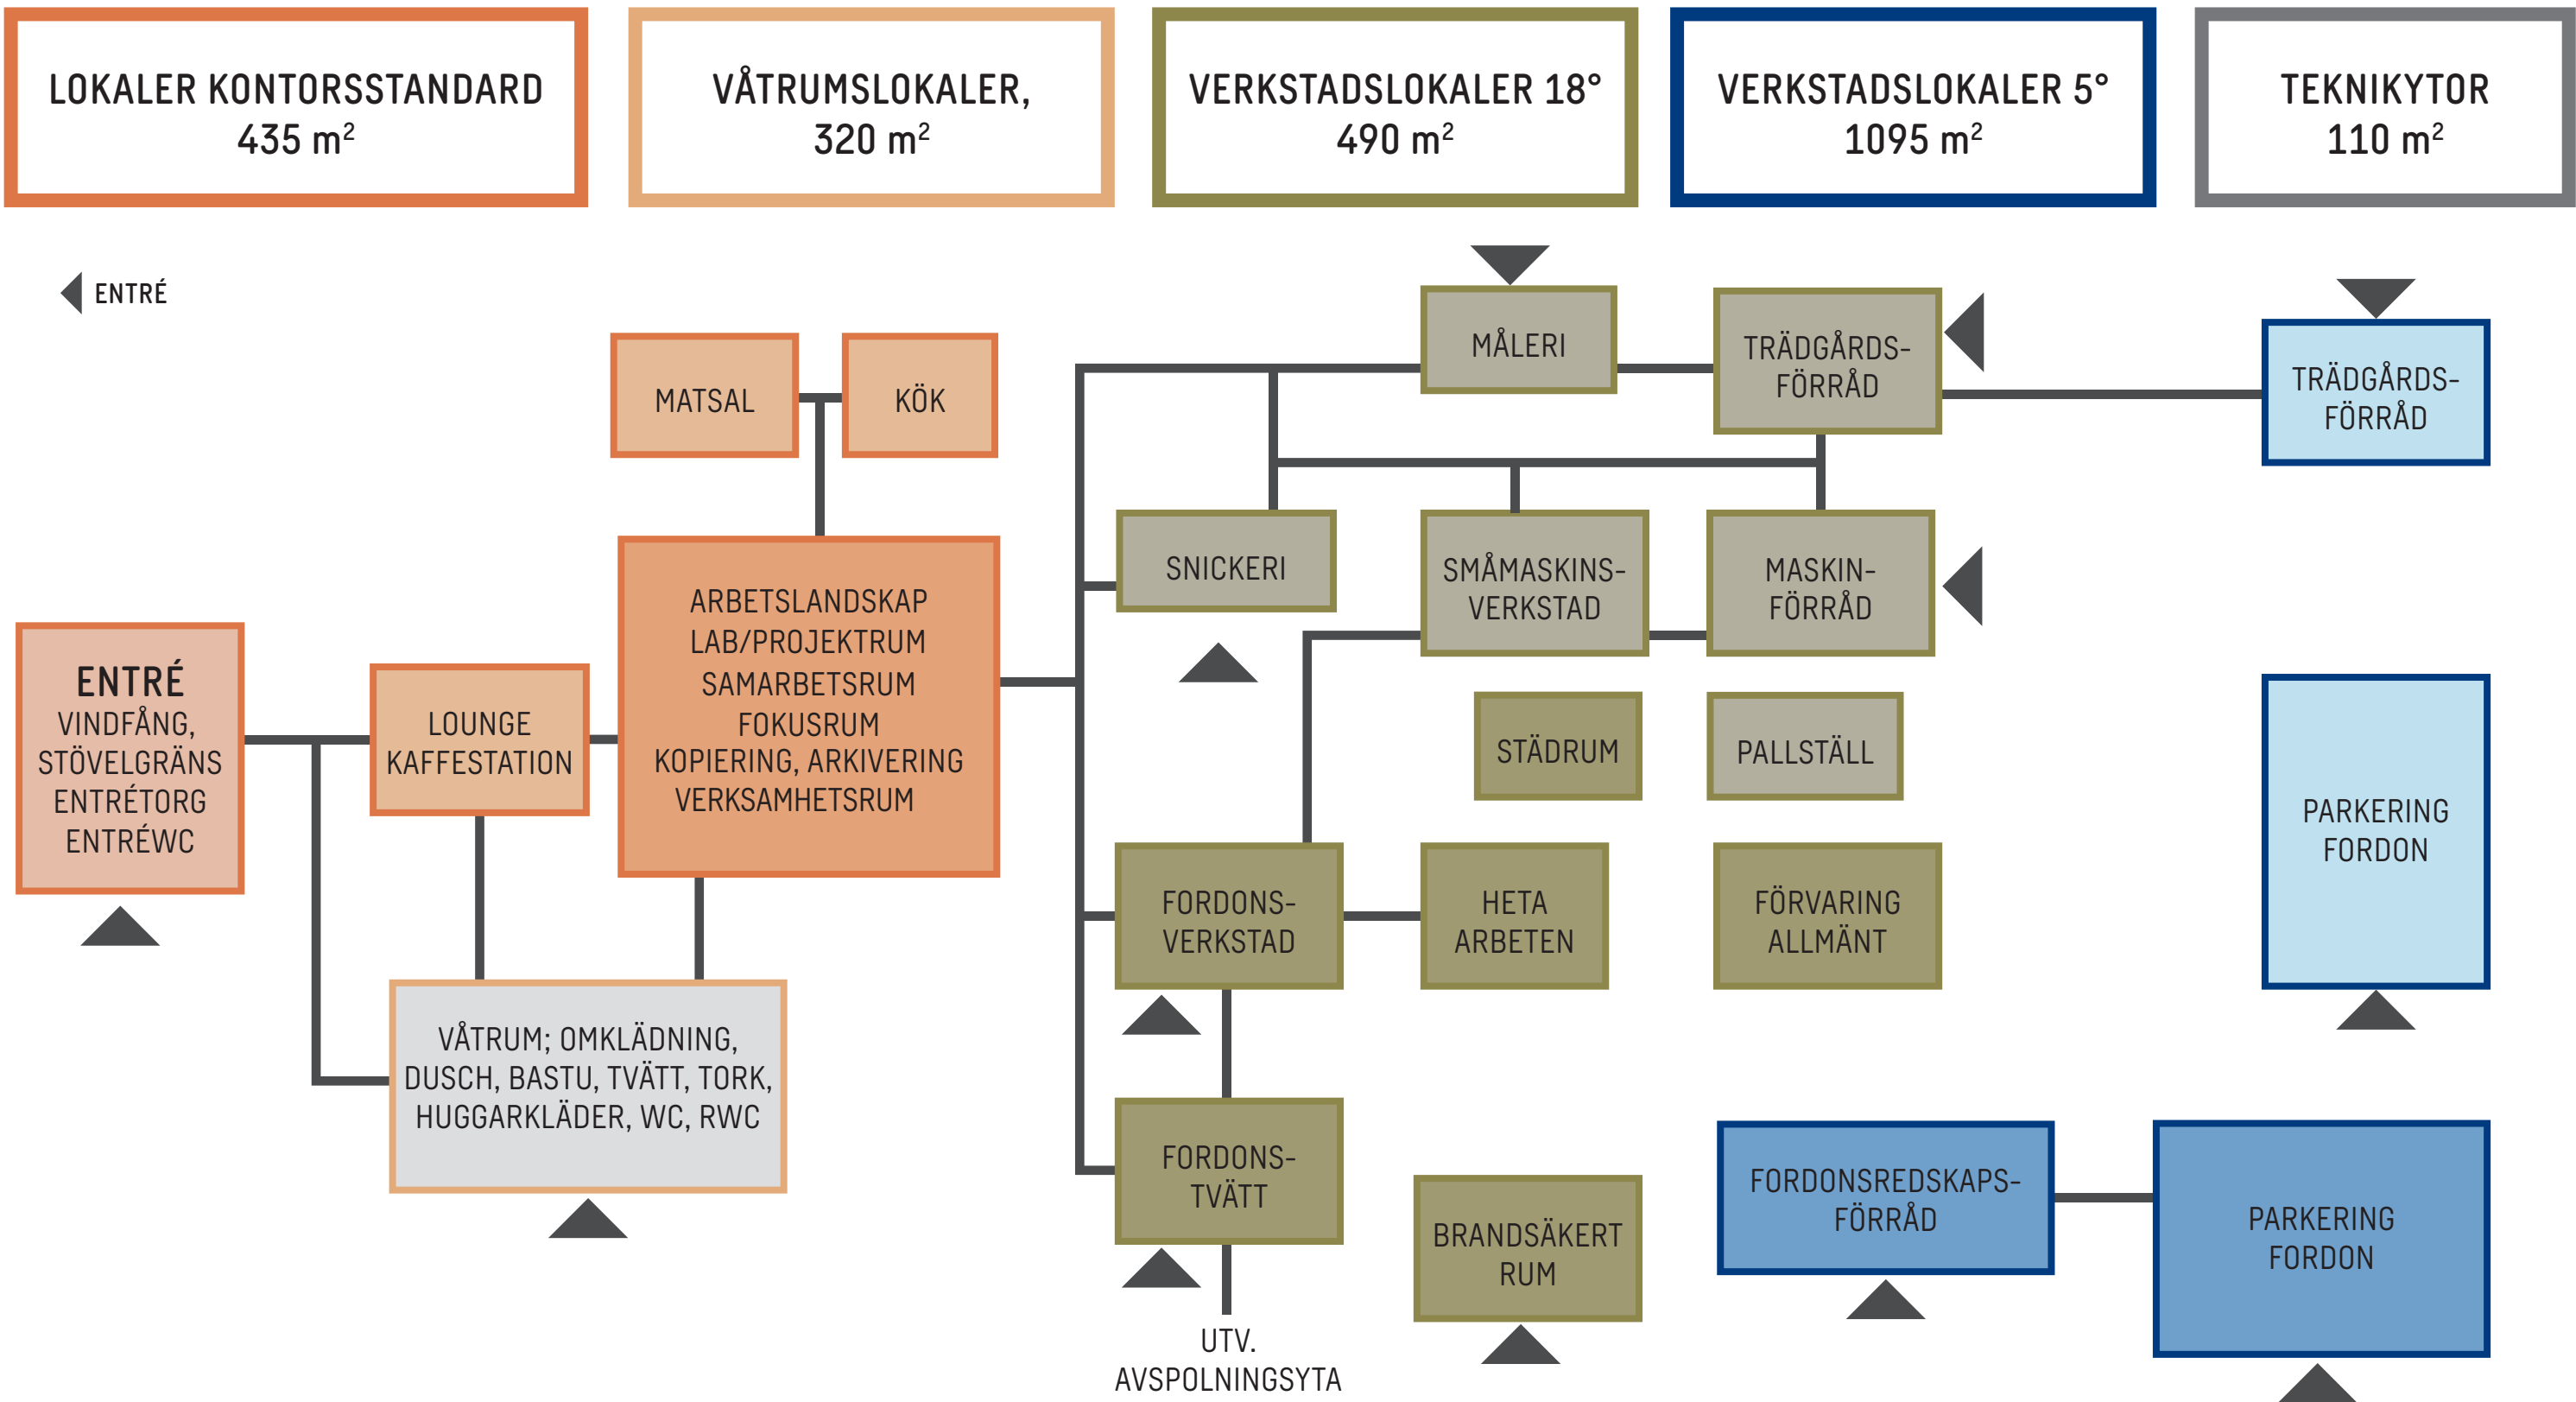 LOKALER KONTORSSTANDARD
435 m²
VÅTRUMSLOKALER,
320 m²
VERKSTADSLOKALER 18°
490 m²
VERKSTADSLOKALER 5°
1095 m²
TEKNIKYTOR
110 m²
ENTRÉ
MATSAL
KÖK
MÅLERI
TRÄDGÅRDS-
FÖRRÅD
TRÄDGÅRDS-
FÖRRÅD
ENTRÉ
VINDFÅNG,
STÖVELGRÄNS
ENTRÉTORG
ENTRÉWC
LOUNGE
KAFFESTATION
ARBETSLANDSKAP
LAB/PROJEKTRUM
SAMARBETSRUM
FOKUSRUM
KOPIERING, ARKIVERING
VERKSAMHETSRUM
SNICKERI
SMÅMASKINS-
VERKSTAD
MASKIN-
FÖRRÅD
STÄDRUM
PALLSTÄLL
PARKERING
FORDON
FORDONS-
VERKSTAD
HETA
ARBETEN
FÖRVARING
ALLMÄNT
VÅTRUM; OMKLÄDNING,
DUSCH, BASTU, TVÄTT, TORK,
HUGGARKLÄDER, WC, RWC
FORDONS-
TVÄTT
BRANDSÄKERT
RUM
FORDONSREDSKAPS-
FÖRRÅD
PARKERING
FORDON
UTV.
AVSPOLNINGSYTA